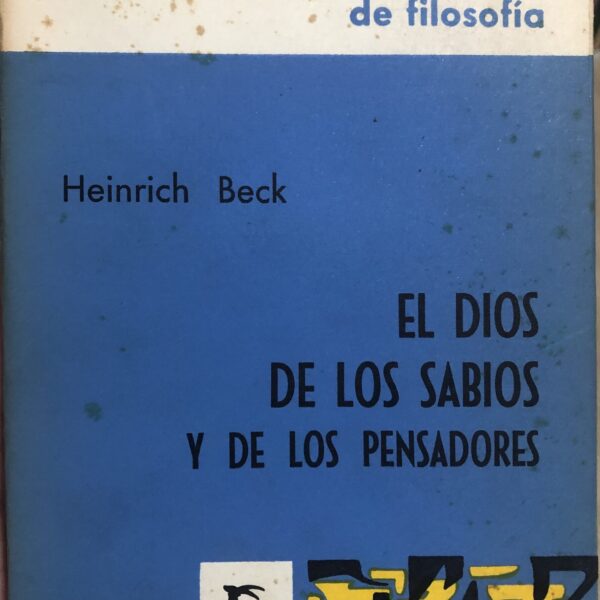 de filosofía
Heinrich Beck
EL DIOS
DE LOS SABIOS
Y DE LOS PENSADORES